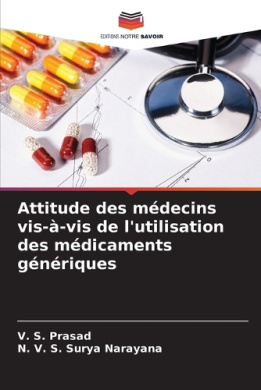 EDITIONS NOTRE SAVOIR
Attitude des médecins
vis-à-vis de l'utilisation
des médicaments
génériques
V. S. Prasad
N. V. S. Surya Narayana